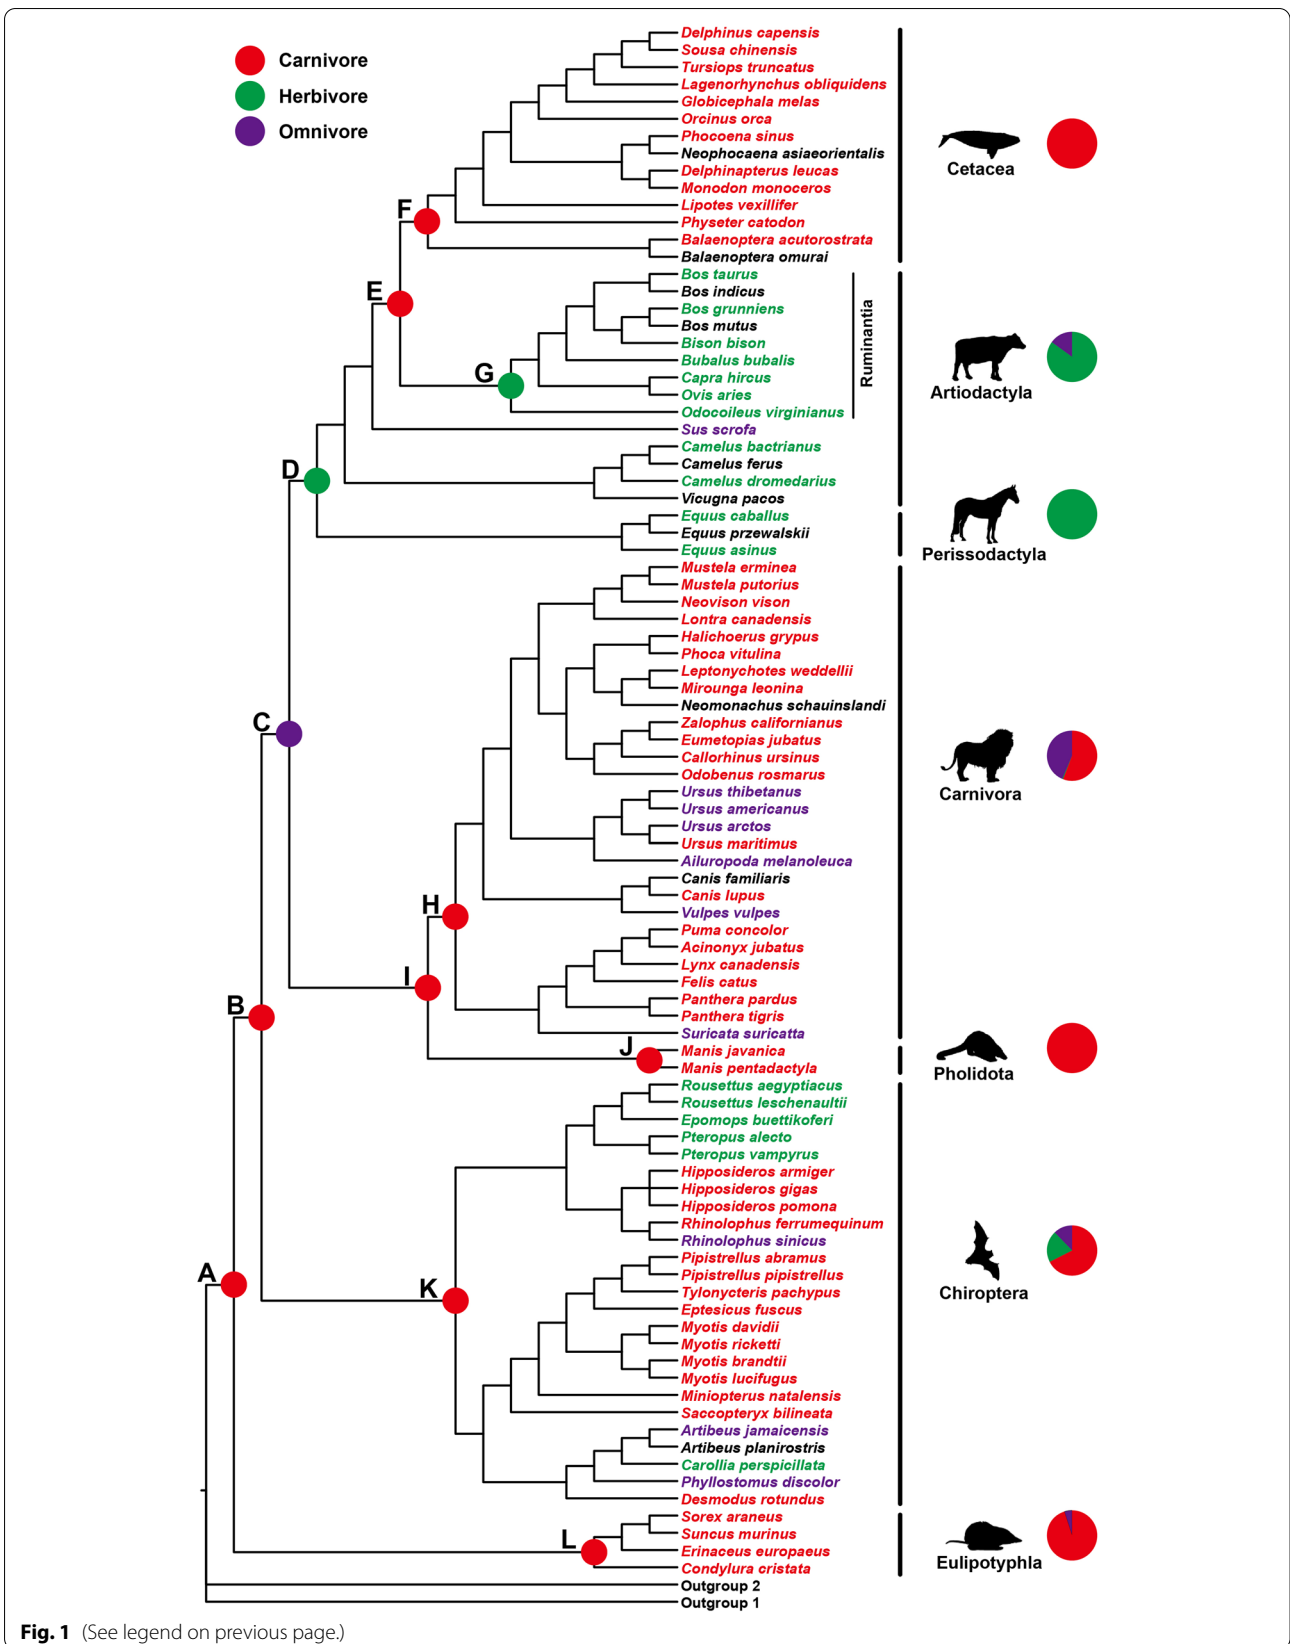 Carnivore
Herbivore
Omnivore
Delphinus capensis
Sousa chinensis
Tursiops truncatus
Lagenorhynchus obliquidens
Globicephala melas
Orcinus orca
Phocoena sinus
Neophocaena asiaeorientalis
Delphinapterus leucas
Monodon monoceros
Lipotes vexillifer
Physeter catodon
Balaenoptera acutorostrata
Balaenoptera omurai
Cetacea
F
E
Bos taurus
Bos indicus
Bos grunniens
Bos mutus
Bison bison
Bubalus bubalis
Capra hircus
Ovis aries
Odocoileus virginianus
Ruminantia
G
Sus scrofa
Camelus bactrianus
Camelus ferus
Camelus dromedarius
Vicugna pacos
Artiodactyla
D
Equus caballus
Equus przewalskii
Equus asinus
Perissodactyla
Mustela erminea
Mustela putorius
Neovison vison
Lontra canadensis
Halichoerus grypus
Phoca vitulina
Leptonychotes weddellii
Mirounga leonina
Neomonachus schauinslandi
Zalophus californianus
Eumetopias jubatus
Callorhinus ursinus
Odobenus rosmarus
Ursus thibetanus
Ursus americanus
Ursus arctos
Ursus maritimus
Ailuropoda melanoleuca
Canis familiaris
Canis lupus
Vulpes vulpes
Puma concolor
Acinonyx jubatus
Lynx canadensis
Felis catus
Panthera pardus
Panthera tigris
Suricata suricatta
Carnivora
C
H
I
B
J
Manis javanica
Manis pentadactyla
Pholidota
Rousettus aegyptiacus
Rousettus leschenaultii
Epomops buettikoferi
Pteropus alecto
Pteropus vampyrus
Hipposideros armiger
Hipposideros gigas
Hipposideros pomona
Rhinolophus ferrumequinum
Rhinolophus sinicus
Pipistrellus abramus
Pipistrellus pipistrellus
Tylonycteris pachypus
Eptesicus fuscus
Myotis davidii
Myotis ricketti
Myotis brandtii
Myotis lucifugus
Miniopterus natalensis
Saccopteryx bilineata
Artibeus jamaicensis
Artibeus planirostris
Carollia perspicillata
Phyllostomus discolor
Desmodus rotundus
Chiroptera
A
K
L
Sorex araneus
Suncus murinus
Erinaceus europaeus
Condylura cristata
Eulipotyphla
Outgroup 2
Outgroup 1
Fig. 1 (See legend on previous page.)